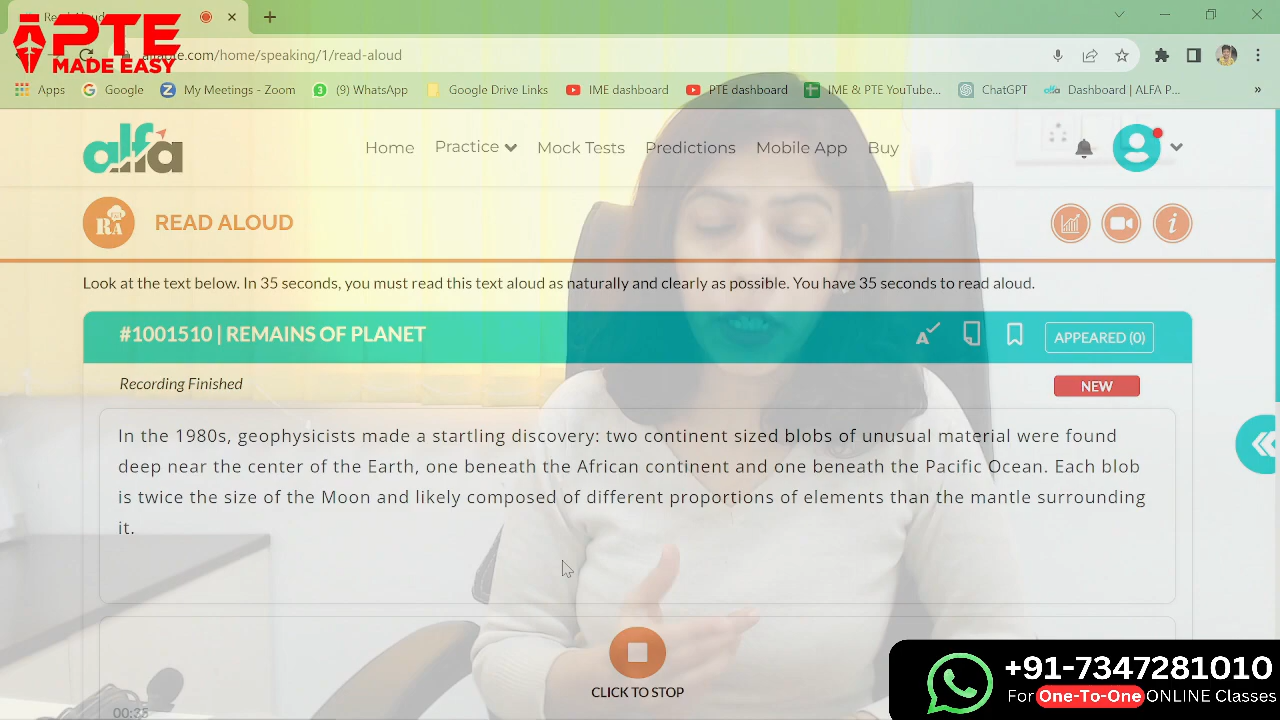 Read Aloud
PTE
MADE EASY
.com/home/speaking/1/read-aloud
Apps
Google
My Meetings - Zoom
(9) WhatsApp
Google Drive Links
IME dashboard
PTE dashboard
IME & PTE YouTube...
ChatGPT
Dashboard | ALFA P...
»
alfa
Home
Practice
Mock Tests
Predictions
Mobile App
Buy
RA
READ ALOUD
Look at the text below. In 35 seconds, you must read this text aloud as naturally and clearly as possible. You have 35 seconds to read aloud.
#1001510 | REMAINS OF PLANET
APPEARED (0)
Recording Finished
NEW
In the 1980s, geophysicists made a startling discovery: two continent sized blobs of unusual material were found
deep near the center of the Earth, one beneath the African continent and one beneath the Pacific Ocean. Each blob
is twice the size of the Moon and likely composed of different proportions of elements than the mantle surrounding
it.
CLICK TO STOP
00:35
+91-7347281010
For One-To-One ONLINE Classes